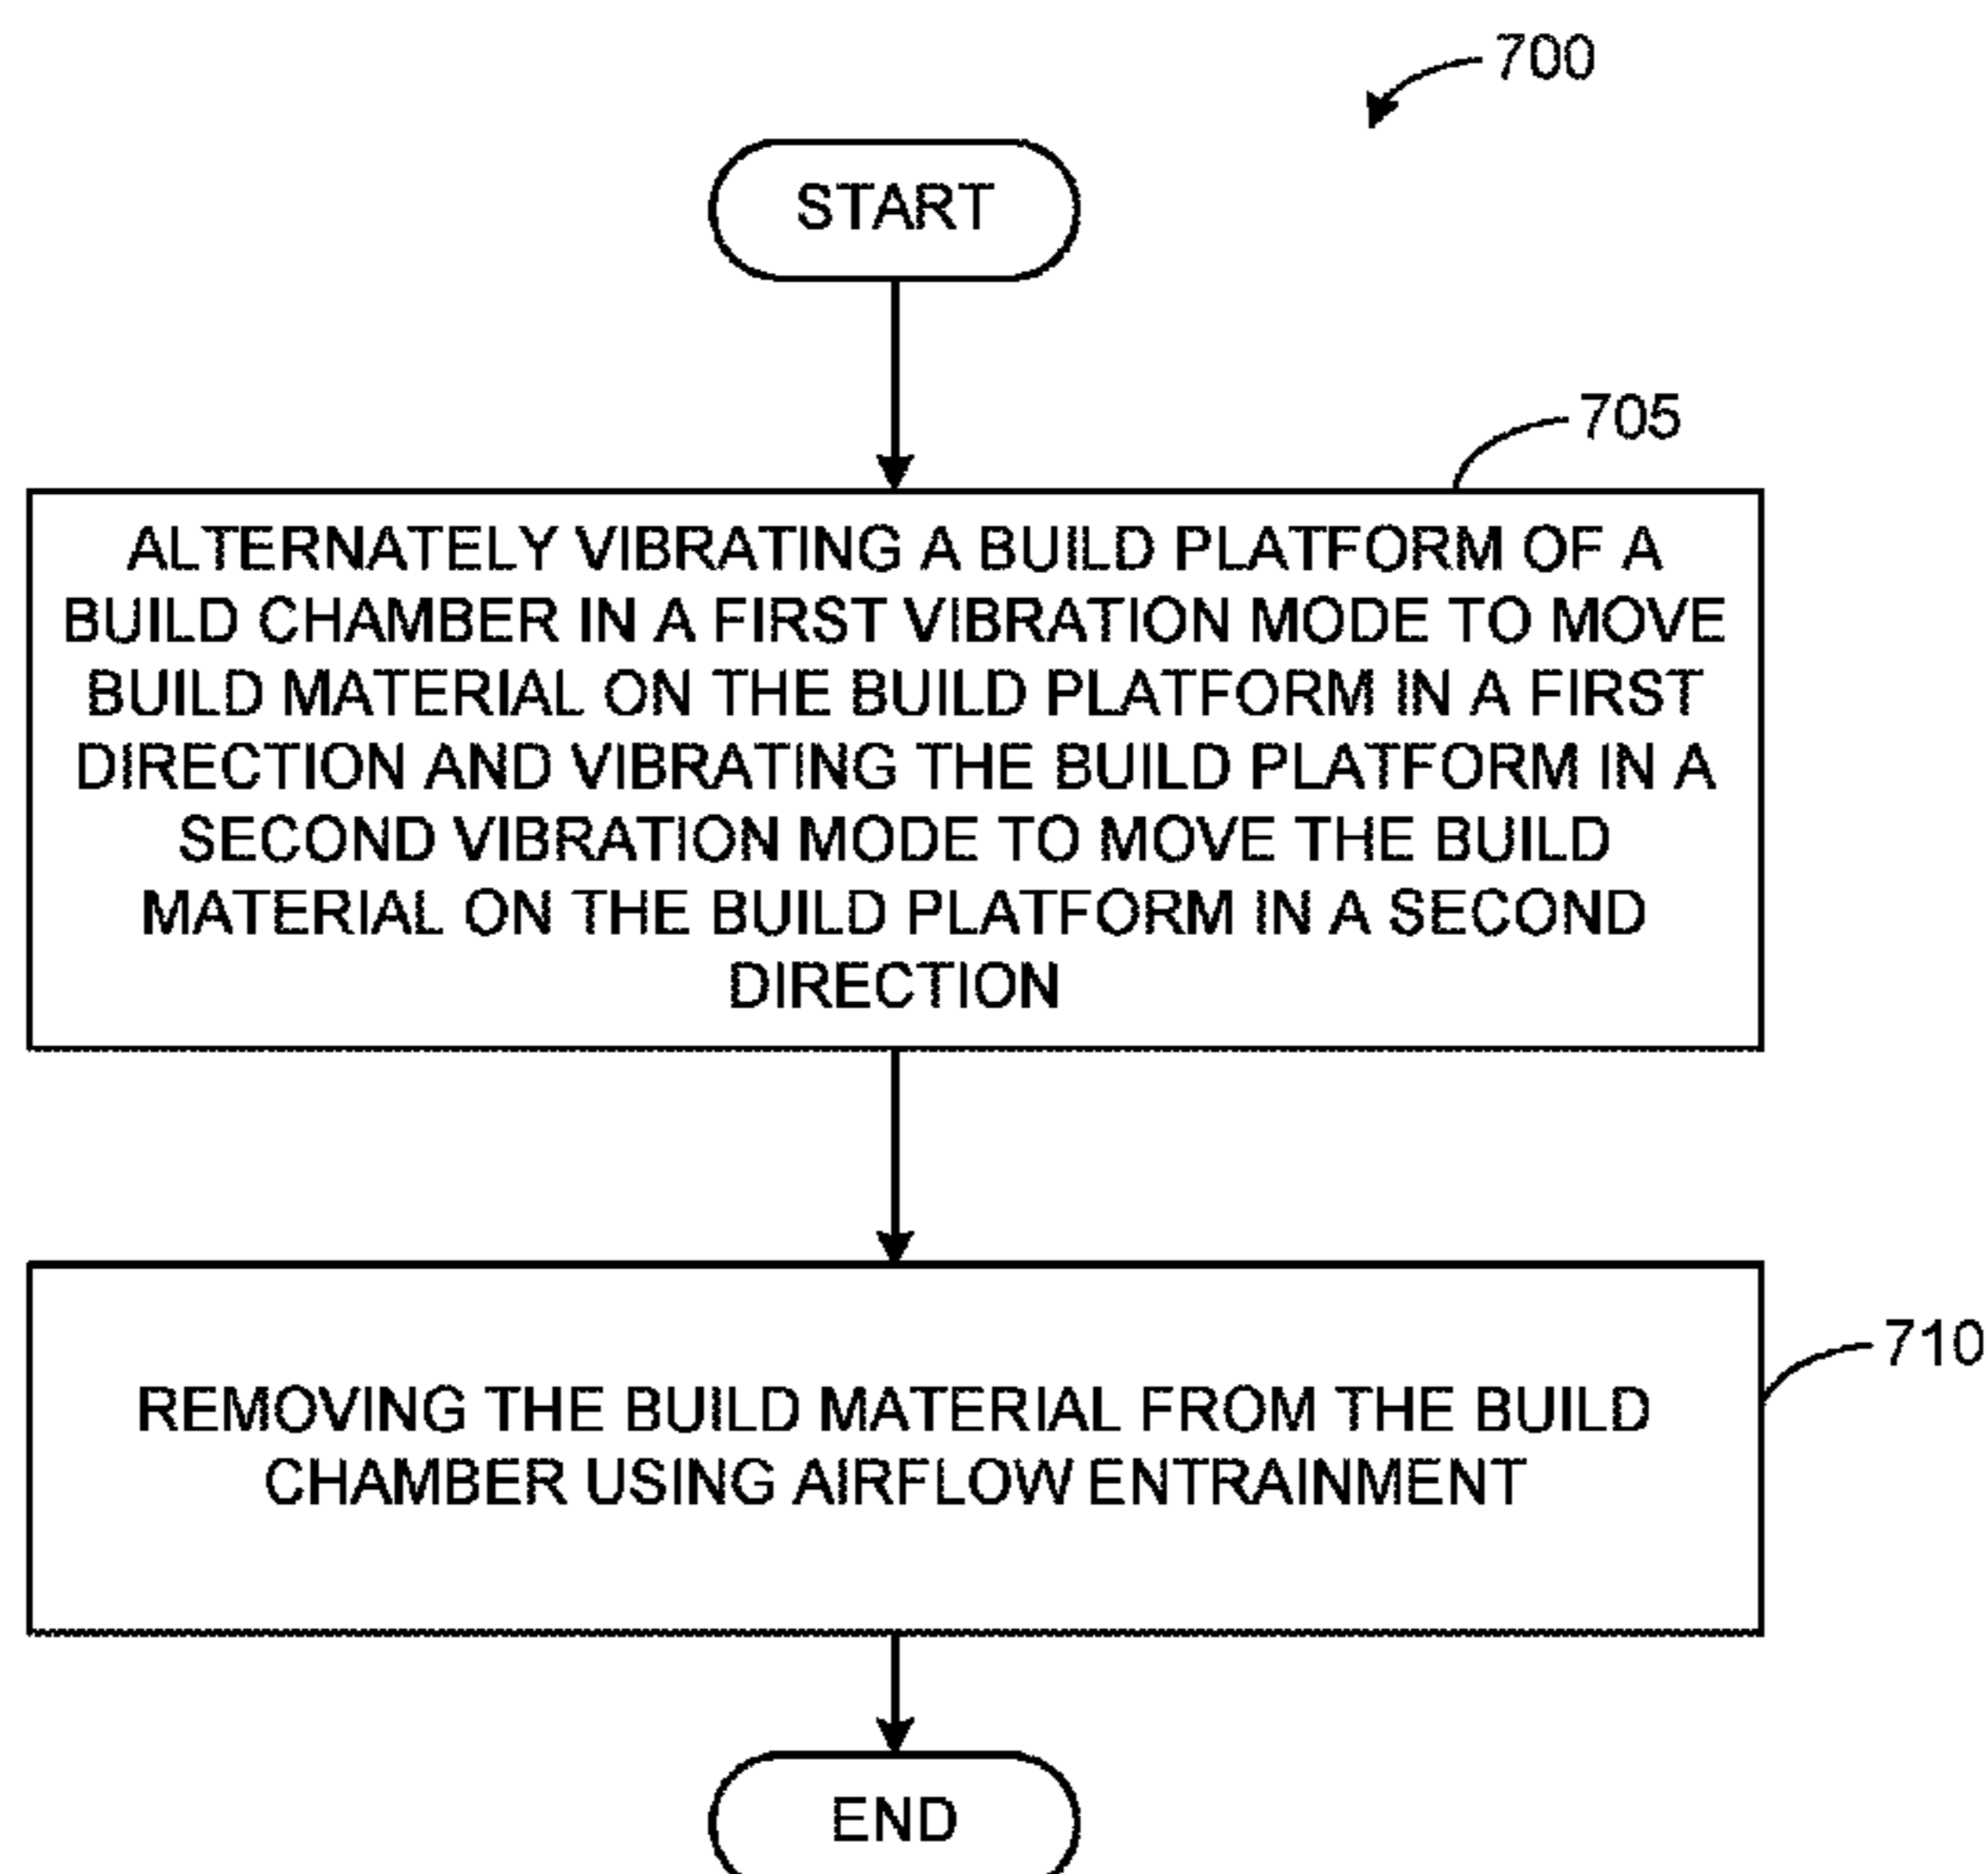 700
START
705
ALTERNATELY VIBRATING A BUILD PLATFORM OF A
BUILD CHAMBER IN A FIRST VIBRATION MODE TO MOVE
BUILD MATERIAL ON THE BUILD PLATFORM IN A FIRST
DIRECTION AND VIBRATING THE BUILD PLATFORM IN A
SECOND VIBRATION MODE TO MOVE THE BUILD
MATERIAL ON THE BUILD PLATFORM IN A SECOND
DIRECTION
710
REMOVING THE BUILD MATERIAL FROM THE BUILD
CHAMBER USING AIRFLOW ENTRAINMENT
END